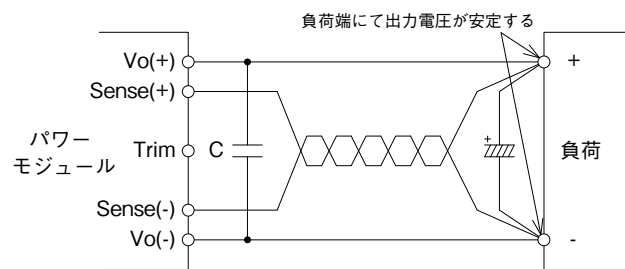 負荷端にて出力電圧が安定する
Vo(+)
+
Sense(+)
パワー
モジュール
Trim
C
+
負荷
Sense(-)
Vo(-)
-